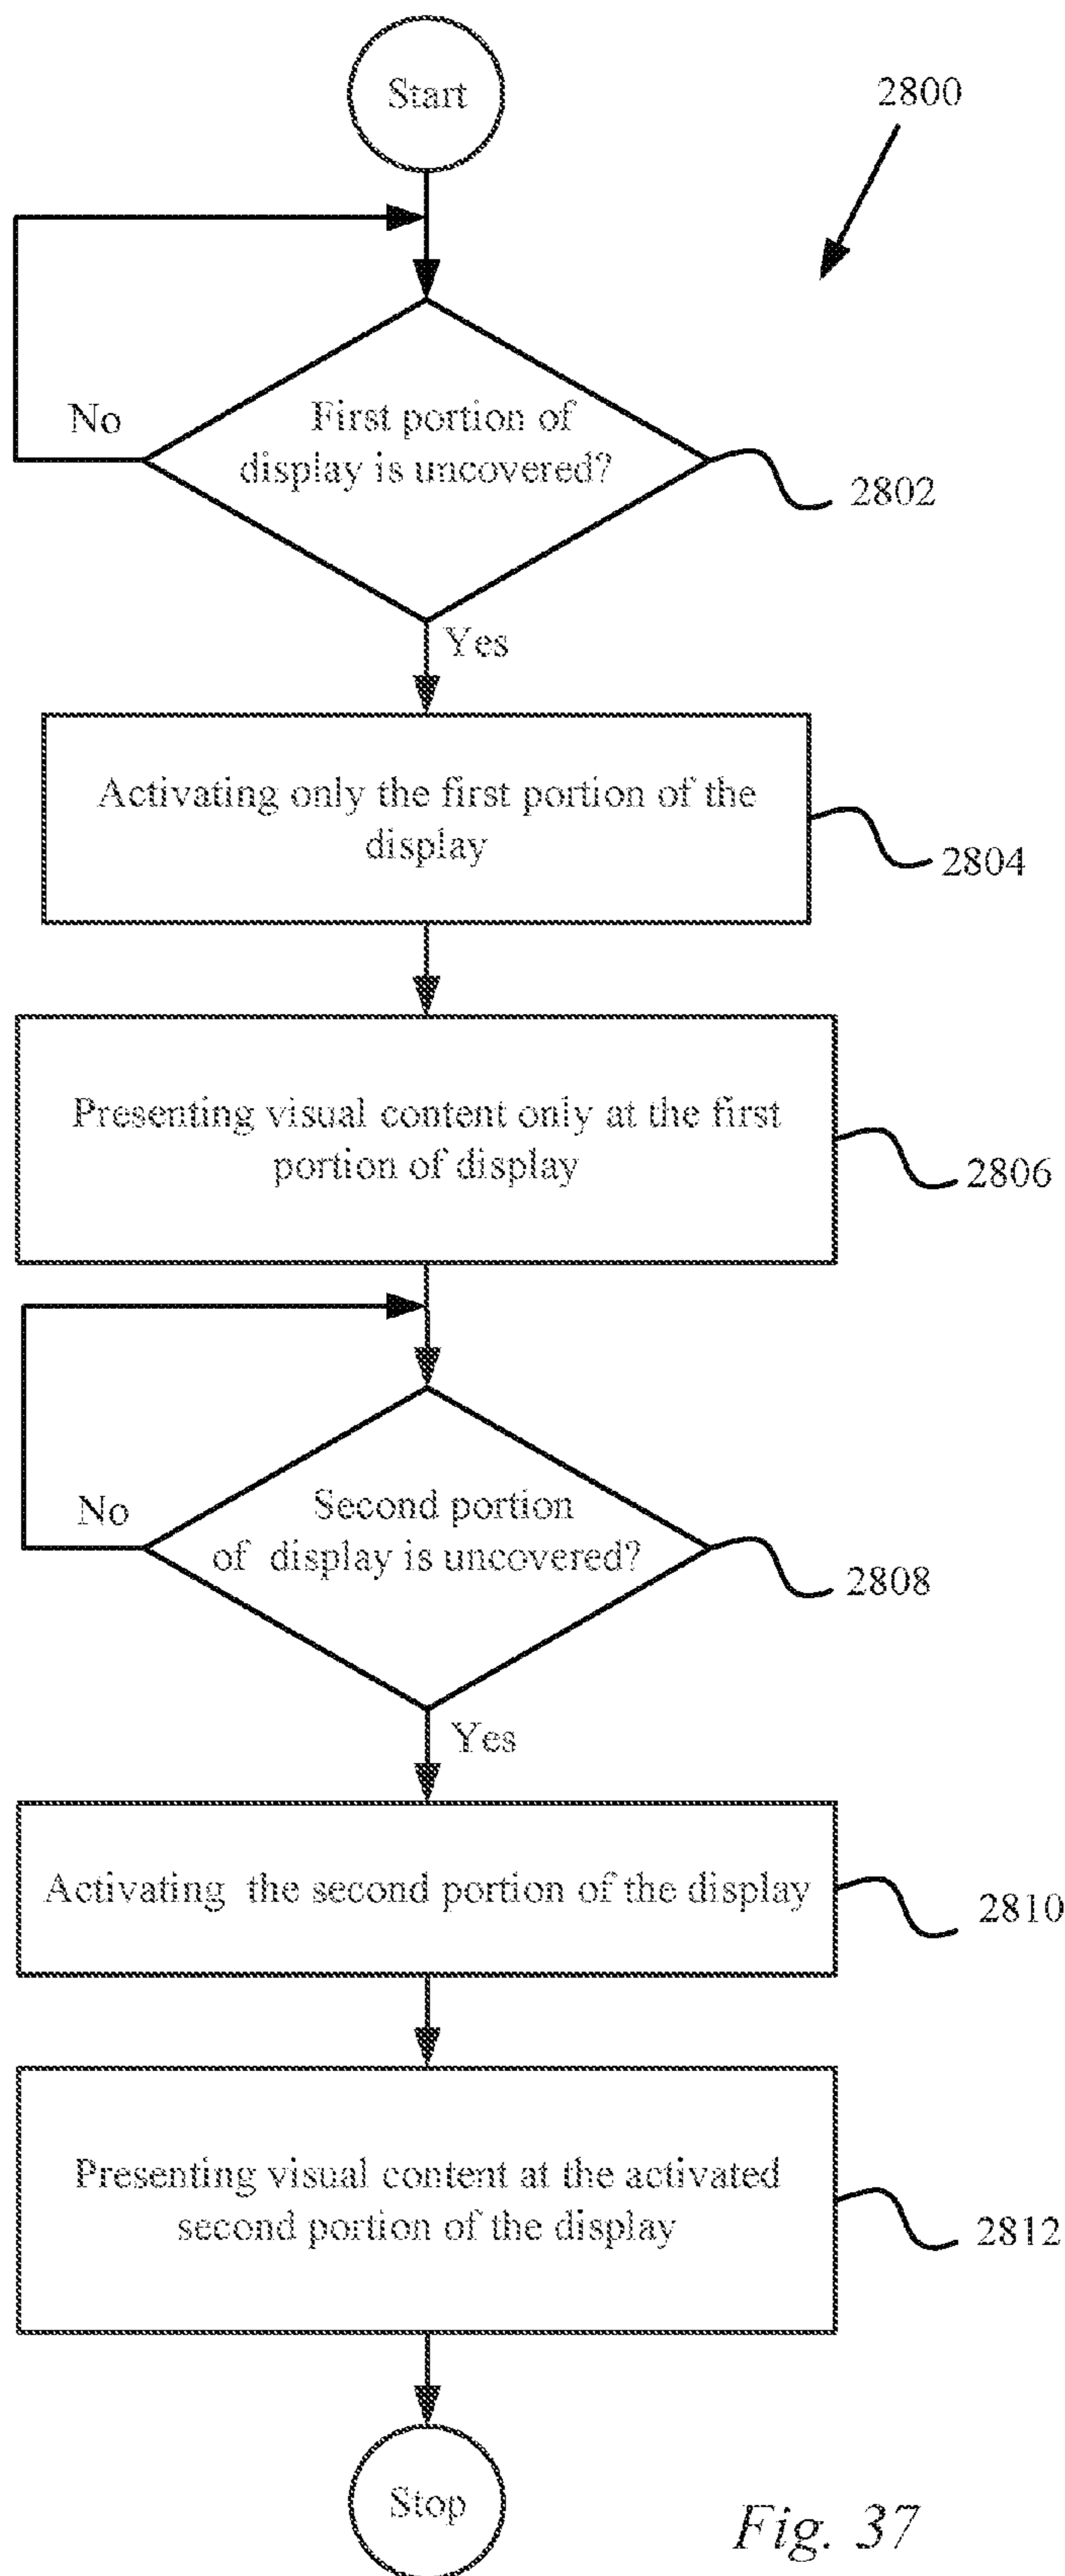 Start
2800
No
First portion of
display is uncovered?
2802
Yes
Activating only the first portion of the
display
2804
Presenting visual content only at the first
portion of display
2806
No
Second portion
of display is uncovered?
2808
Yes
Activating the second portion of the display
2810
Presenting visual content at the activated
second portion of the display
2812
Stop
Fig. 37